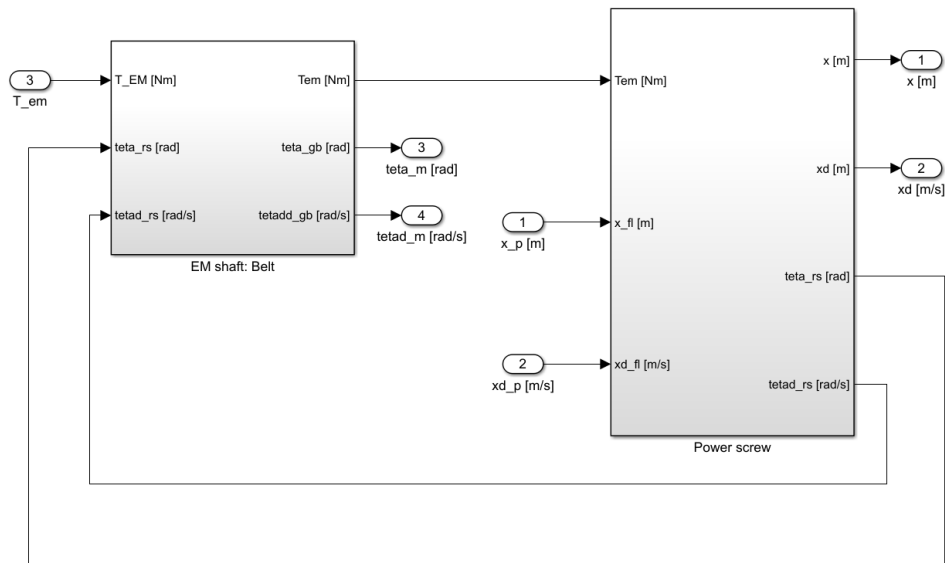 3
T_em
T_EM [Nm]
teta_rs [rad]
tetad_rs [rad/s]
Tem [Nm]
teta_gb [rad]
tetadd_gb [rad/s]
EM shaft: Belt
3
teta_m [rad]
4
tetad_m [rad/s]
1
x_p [m]
2
xd_p [m/s]
Tem [Nm]
x_fl [m]
xd_fl [m/s]
x [m]
xd [m]
teta_rs [rad]
tetad_rs [rad/s]
Power screw
1
x [m]
2
xd [m/s]